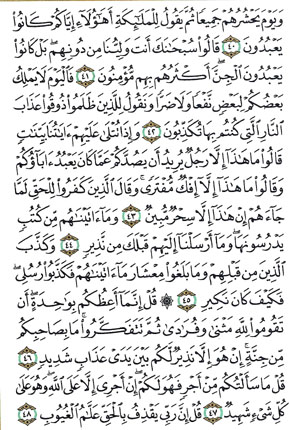 وَيَوْمَ يَحْشُرُهُمْ جَمِيعًا ثُمَّ يَقُولُ لِلْمَلَٰٓئِكَةِ أَهَٰٓؤُلَآءِ إِيَّاكُمْ كَانُوا۟
يَعْبُدُونَ ٤٠ قَالُوا۟ سُبْحَٰنَكَ أَنتَ وَلِيُّنَا مِن دُونِهِم ۖ بَلْ كَانُوا۟
يَعْبُدُونَ ٱلْجِنَّ ۖ أَكْثَرُهُم بِهِم مُّؤْمِنُونَ ٤١ فَٱلْيَوْمَ لَا يَمْلِكُ
بَعْضُكُمْ لِبَعْضٍ نَّفْعًا وَلَا ضَرًّا وَنَقُولُ لِلَّذِينَ ظَلَمُوا۟ ذُوقُوا۟ عَذَابَ
ٱلنَّارِ ٱلَّتِى كُنتُم بِهَا تُكَذِّبُونَ ٤٢ وَإِذَا تُتْلَىٰ عَلَيْهِمْ ءَايَٰتُنَا بَيِّنَٰتٍ
قَالُوا۟ مَا هَٰذَآ إِلَّا رَجُلٌ يُرِيدُ أَن يَصُدَّكُمْ عَمَّا كَانَ يَعْبُدُ ءَابَآؤُكُمْ
وَقَالُوا۟ مَا هَٰذَآ إِلَّآ إِفْكٌ مُّفْتَرًى ۚ وَقَالَ ٱلَّذِينَ كَفَرُوا۟ لِلْحَقِّ لَمَّا
جَآءَهُمْ إِنْ هَٰذَآ إِلَّا سِحْرٌ مُّبِينٌ ٤٣ وَمَآ ءَاتَيْنَٰهُم مِّن كُتُبٍ
يَدْرُسُونَهَا ۖ وَمَآ أَرْسَلْنَآ إِلَيْهِمْ قَبْلَكَ مِن نَّذِيرٍ ٤٤ وَكَذَّبَ
ٱلَّذِينَ مِن قَبْلِهِمْ وَمَا بَلَغُوا۟ مِعْشَارَ مَآ ءَاتَيْنَٰهُمْ فَكَذَّبُوا۟ رُسُلِى ۖ
فَكَيْفَ كَانَ نَكِيرِ ٤٥ ۞ قُلْ إِنَّمَآ أَعِظُكُم بِوَٰحِدَةٍ ۖ أَن
تَقُومُوا۟ لِلَّهِ مَثْنَىٰ وَفُرَٰدَىٰ ثُمَّ تَتَفَكَّرُوا۟ ۚ مَا بِصَاحِبِكُم
مِّن جِنَّةٍ ۚ إِنْ هُوَ إِلَّا نَذِيرٌ لَّكُم بَيْنَ يَدَىْ عَذَابٍ شَدِيدٍ ٤٦
قُلْ مَا سَأَلْتُكُم مِّنْ أَجْرٍ فَهُوَ لَكُمْ ۖ إِنْ أَجْرِىَ إِلَّا عَلَى ٱللَّهِ ۖ وَهُوَ عَلَىٰ
كُلِّ شَىْءٍ شَهِيدٌ ٤٧ قُلْ إِنَّ رَبِّى يَقْذِفُ بِٱلْحَقِّ عَلَّٰمُ ٱلْغُيُوبِ ٤٨